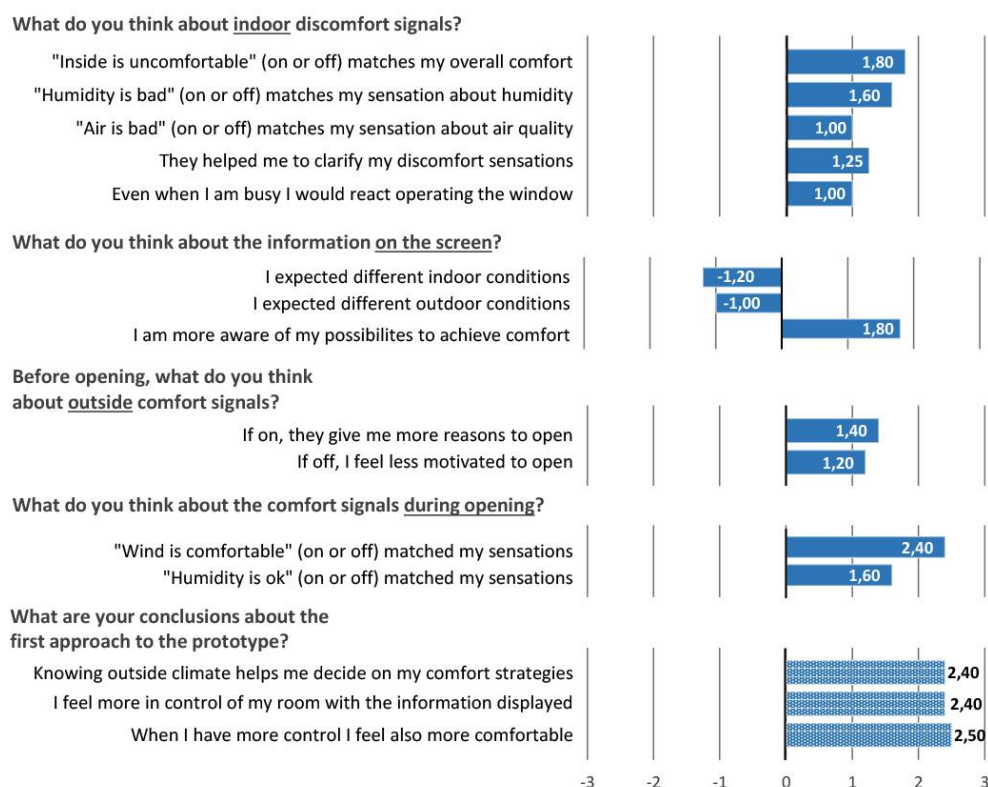 What do you think about indoor discomfort signals?
"Inside is uncomfortable" (on or off) matches my overall comfort 1,80
"Humidity is bad" (on or off) matches my sensation about humidity 1,60
"Air is bad" (on or off) matches my sensation about air quality 1,00
They helped me to clarify my discomfort sensations 1,25
Even when I am busy I would react operating the window 1,00
What do you think about the information on the screen?
I expected different indoor conditions -1,20
I expected different outdoor conditions -1,00
I am more aware of my possibilites to achieve comfort 1,80
Before opening, what do you think
about outside comfort signals?
If on, they give me more reasons to open 1,40
If off, I feel less motivated to open 1,20
What do you think about the comfort signals during opening?
"Wind is comfortable" (on or off) matched my sensations 2,40
"Humidity is ok" (on or off) matched my sensations 1,60
What are your conclusions about the
first approach to the prototype?
Knowing outside climate helps me decide on my comfort strategies 2,40
I feel more in control of my room with the information displayed 2,40
When I have more control I feel also more comfortable 2,50
-3 -2 -1 0 1 2 3